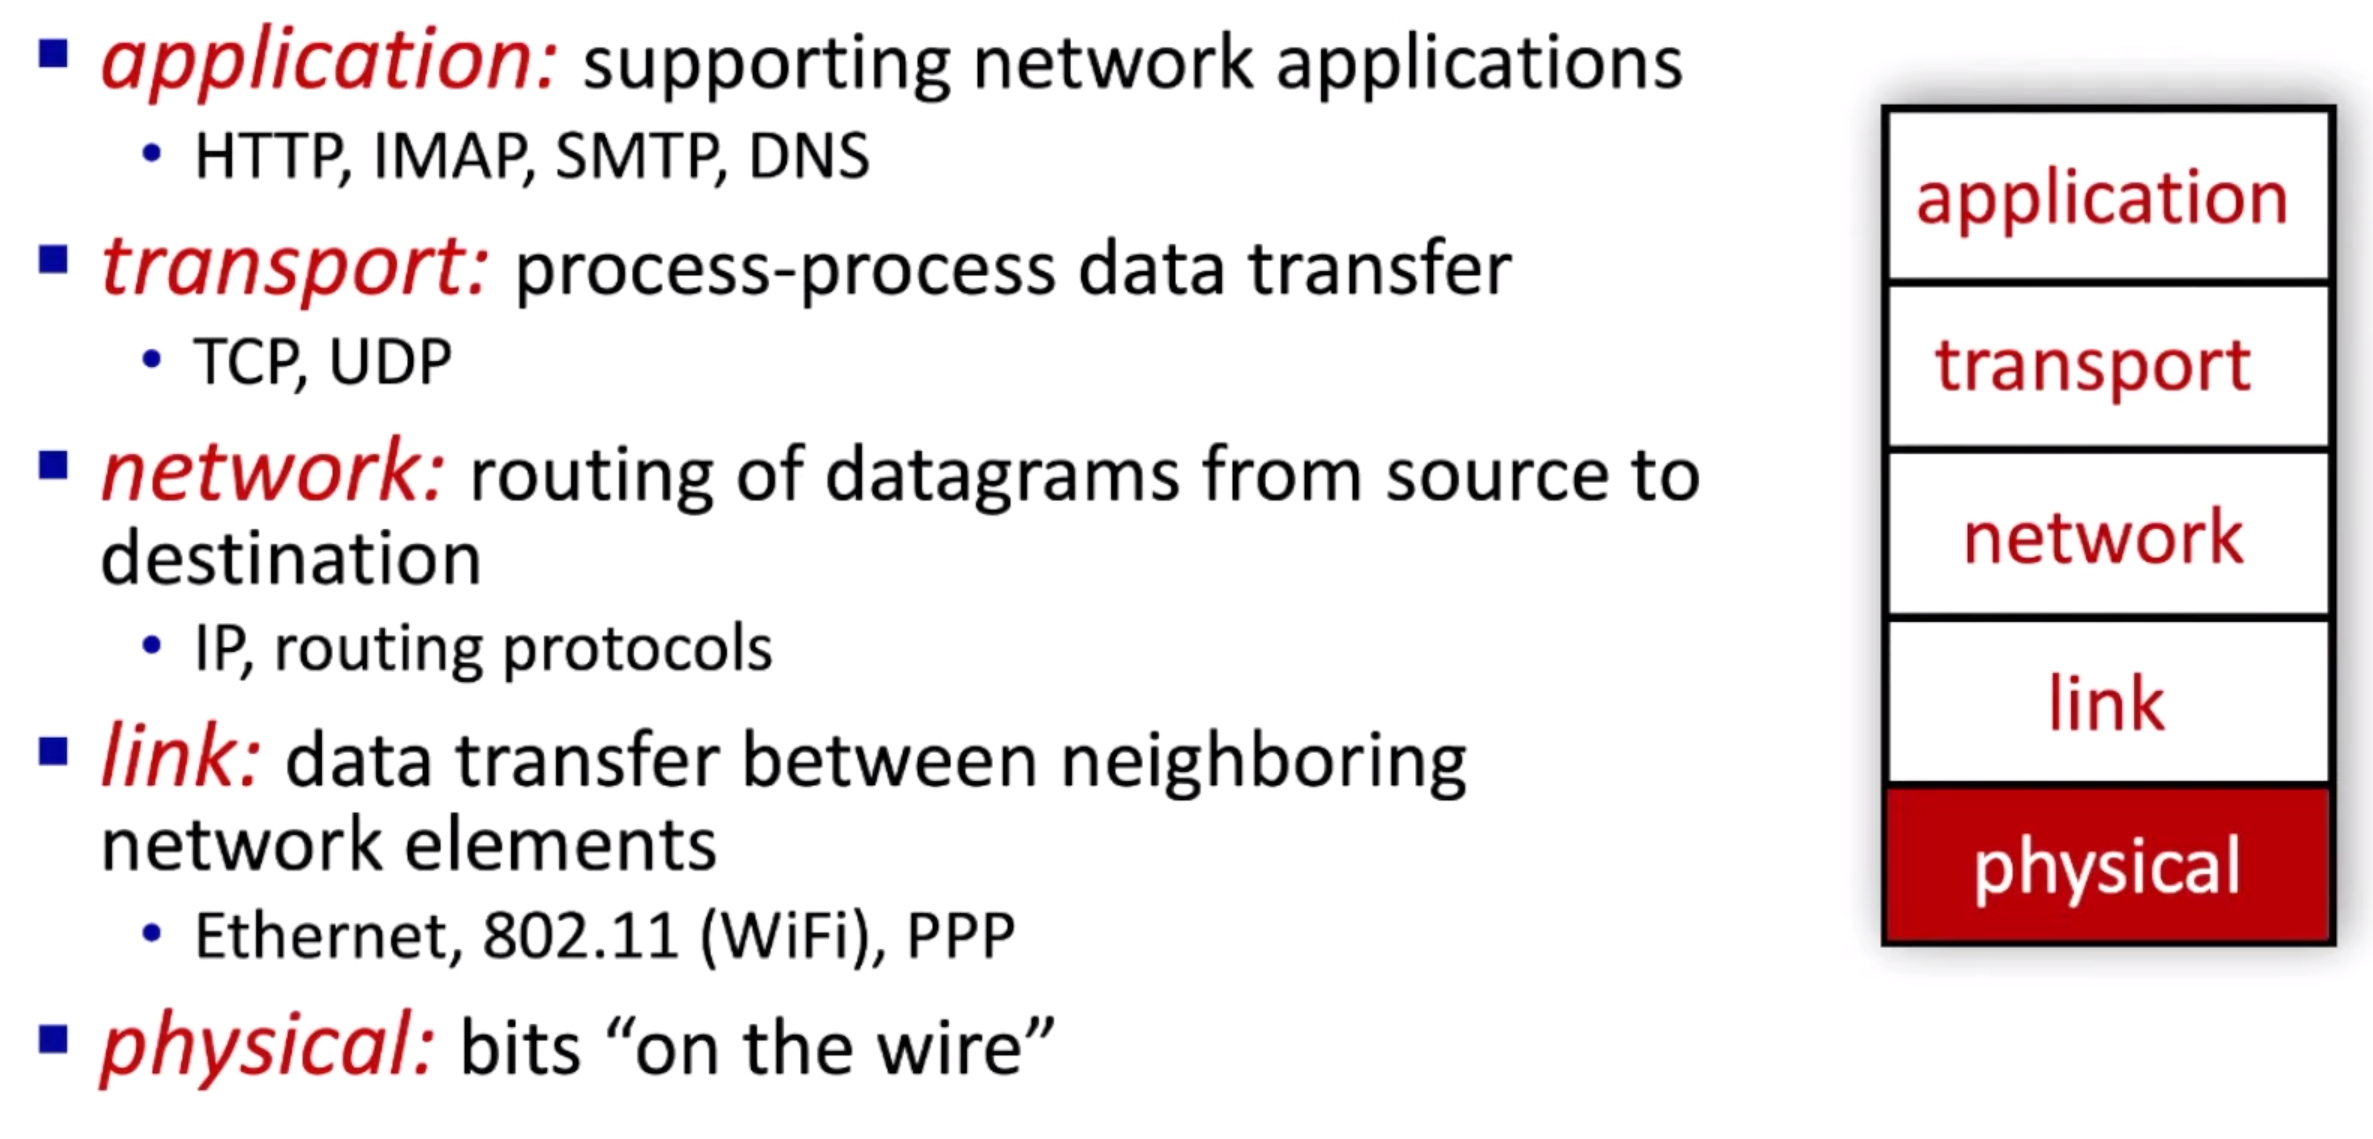 ▪ application: supporting network applications
• HTTP, IMAP, SMTP, DNS
▪ transport: process-process data transfer
• TCP, UDP
▪ network: routing of datagrams from source to
destination
• IP, routing protocols
▪ link: data transfer between neighboring
network elements
• Ethernet, 802.11 (WiFi), PPP
▪ physical: bits “on the wire”
application
transport
network
link
physical